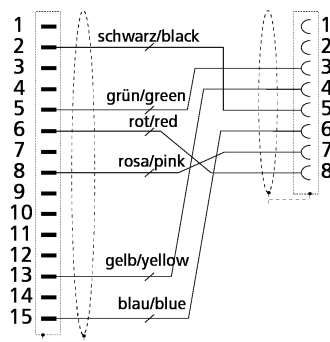 1 1
2 schwarz/black 2
3 3
4 4
5 grün/green 5
6 rot/red 6
7 7
8 rosa/pink 8
9
10
11
12
13 gelb/yellow
14
15 blau/blue